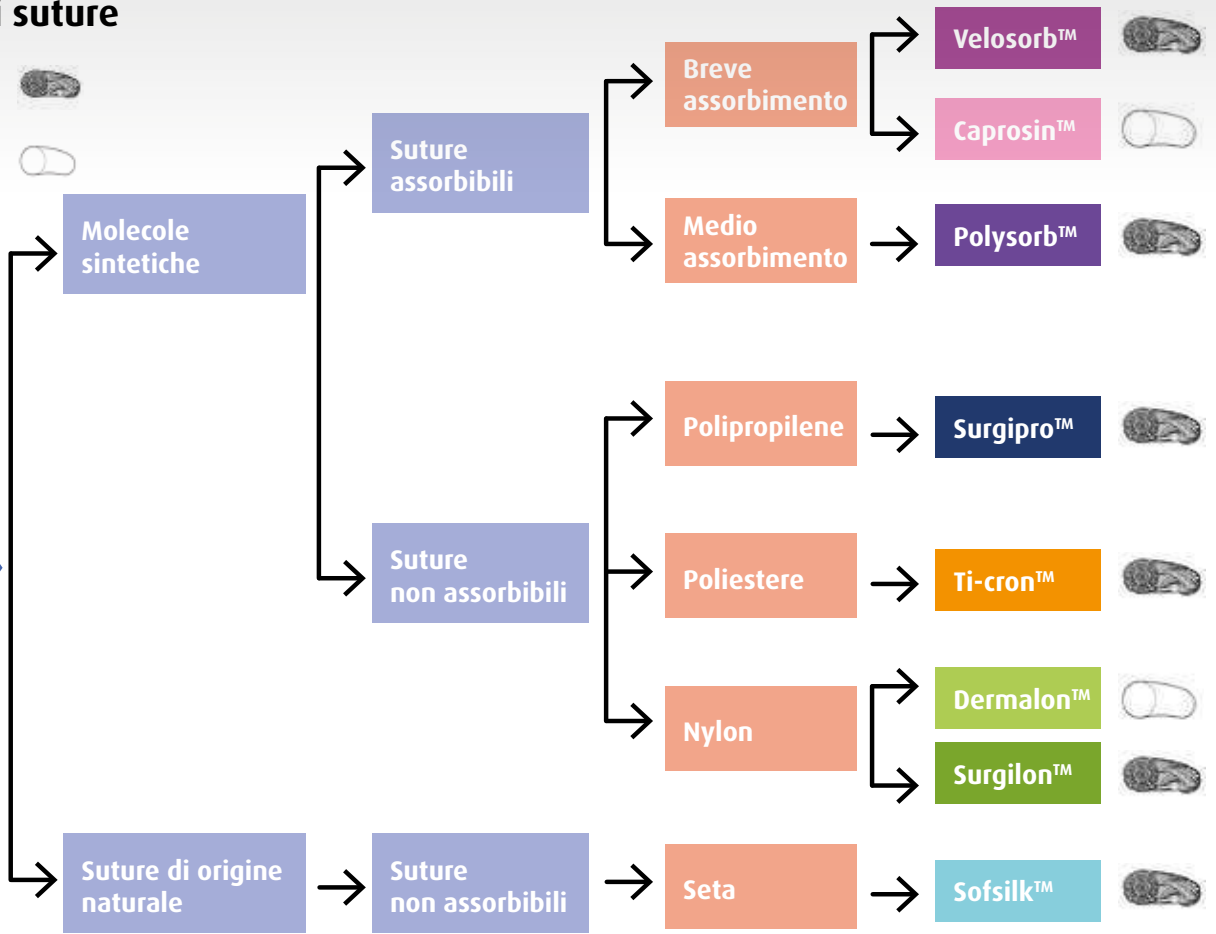 suture
Molecole
sintetiche
Suture
assorbibili
Breve
assorbimento
Velosorb™
Caprosin™
Medio
assorbimento
Polysorb™
Suture
non assorbibili
Polipropilene
Surgipro™
Poliestere
Ti-cron™
Nylon
Dermalon™
Surgilon™
Suture di origine
naturale
Suture
non assorbibili
Seta
Sofsilk™